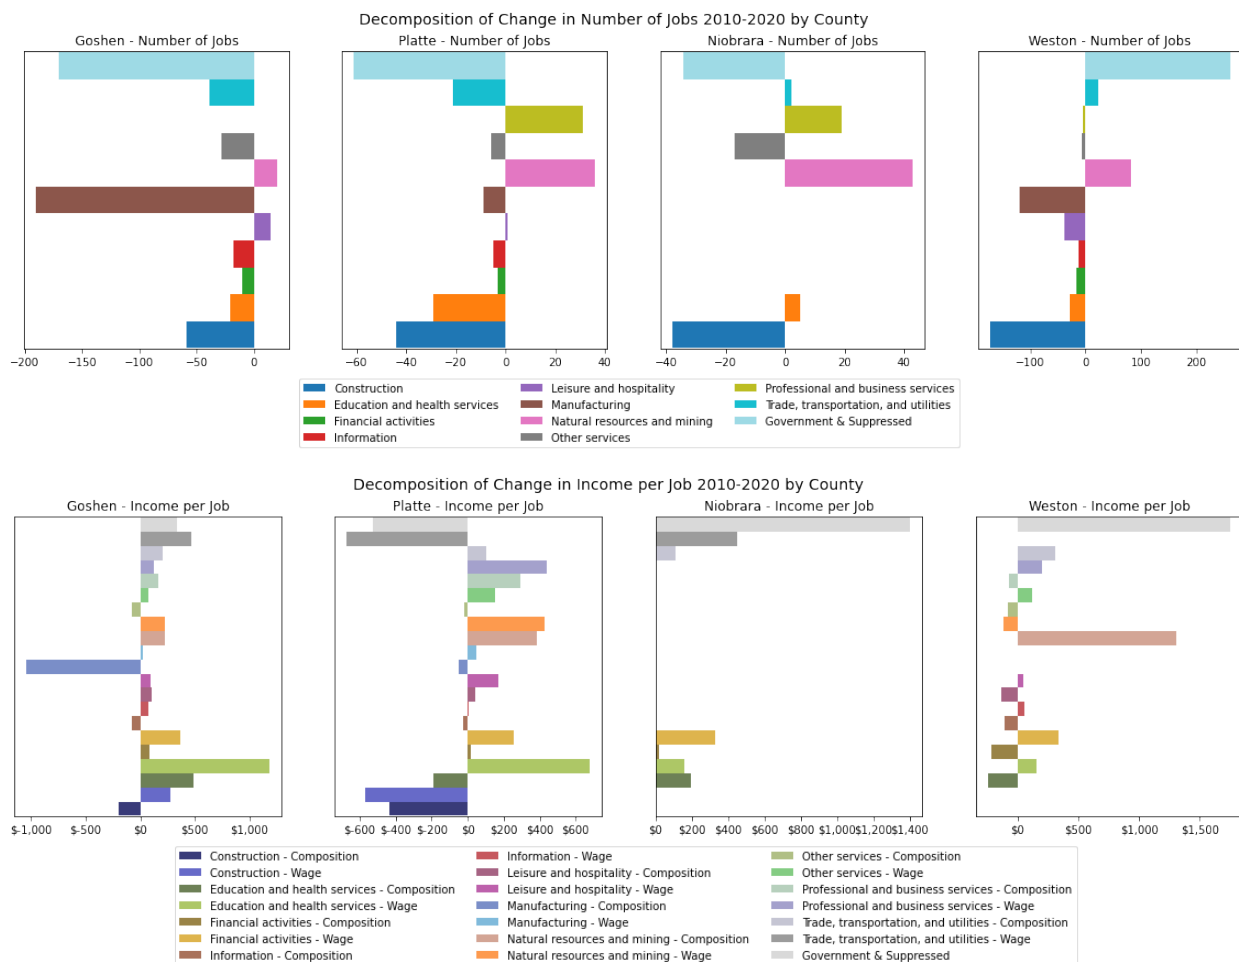 Decomposition of Change in Number of Jobs 2010-2020 by County
Goshen - Number of Jobs
Platte - Number of Jobs
Niobrara - Number of Jobs
Weston - Number of Jobs
−200 −150 −100 −50 0
−60 −40 −20 0 20 40
−40 −20 0 20 40
−100 0 100 200
Construction
Education and health services
Financial activities
Information
Leisure and hospitality
Manufacturing
Natural resources and mining
Other services
Professional and business services
Trade, transportation, and utilities
Government & Suppressed
Decomposition of Change in Income per Job 2010-2020 by County
Goshen - Income per Job
Platte - Income per Job
Niobrara - Income per Job
Weston - Income per Job
$-1,000 $-500 $0 $500 $1,000
$-600 $-400 $-200 $0 $200 $400 $600
$0 $200 $400 $600 $800 $1,000 $1,200 $1,400
$0 $500 $1,000 $1,500
Construction - Composition
Construction - Wage
Education and health services - Composition
Education and health services - Wage
Financial activities - Composition
Financial activities - Wage
Information - Composition
Information - Wage
Leisure and hospitality - Composition
Leisure and hospitality - Wage
Manufacturing - Composition
Manufacturing - Wage
Natural resources and mining - Composition
Natural resources and mining - Wage
Other services - Composition
Other services - Wage
Professional and business services - Composition
Professional and business services - Wage
Trade, transportation, and utilities - Composition
Trade, transportation, and utilities - Wage
Government & Suppressed